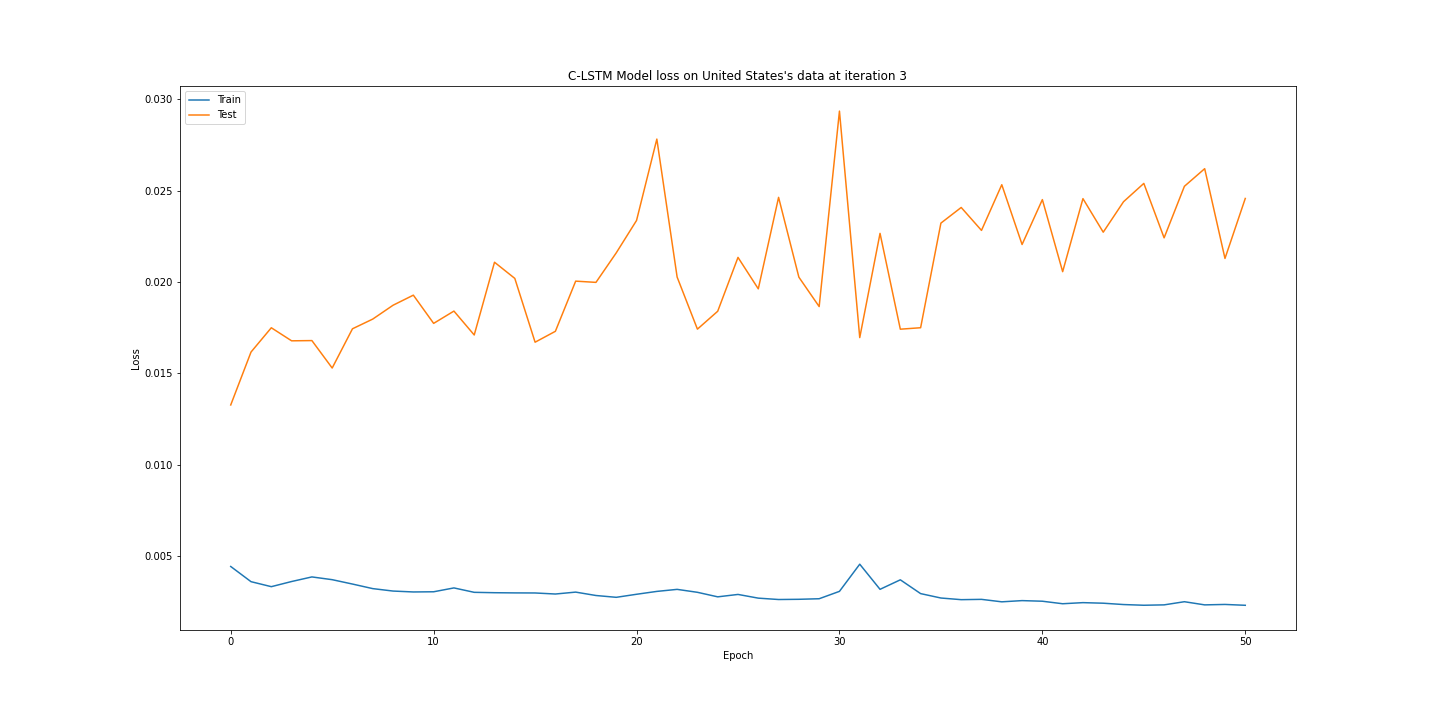 C-LSTM Model loss on United States's data at iteration 3
Train
Test
0.030
0.025
0.020
0.015
0.010
0.005
Loss
0 10 20 30 40 50
Epoch